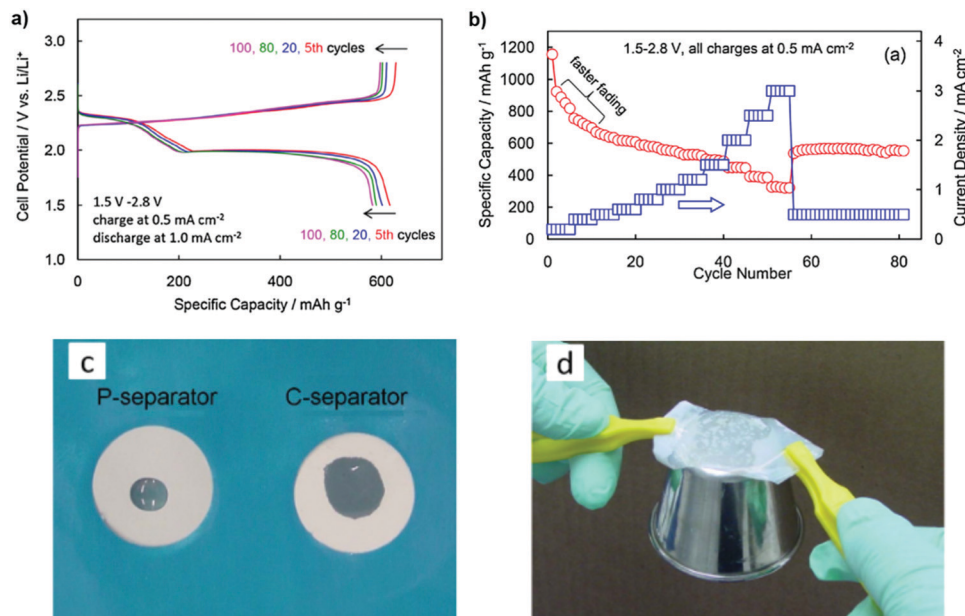 a)
3.0
2.5
2.0
1.5
1.0
Cell Potential / V vs. Li/Li⁺
100, 80, 20, 5th cycles
1.5 V -2.8 V
charge at 0.5 mA cm⁻²
discharge at 1.0 mA cm⁻²
100, 80, 20, 5th cycles
0
200
400
600
Specific Capacity / mAh g⁻¹
b)
1200
1000
800
600
400
200
0
Specific Capacity / mAh g⁻¹
1.5-2.8 V, all charges at 0.5 mA cm⁻²
(a)
faster fading
4
3
2
1
0
Current Density / mA cm⁻²
0
20
40
60
80
Cycle Number
c
P-separator
C-separator
d